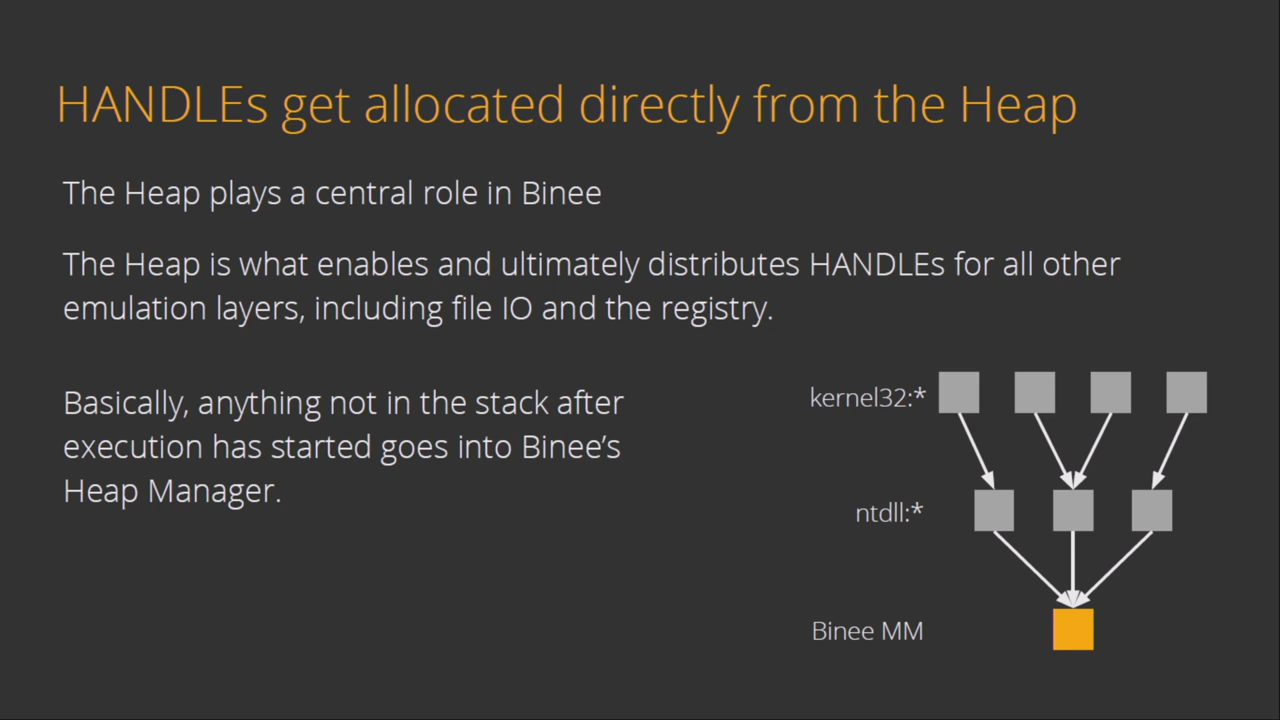 HANDLEs get allocated directly from the Heap
The Heap plays a central role in Binee
The Heap is what enables and ultimately distributes HANDLEs for all other
emulation layers, including file IO and the registry.
Basically, anything not in the stack after
execution has started goes into Binee’s
Heap Manager.
kernel32:*
ntdll:*
Binee MM